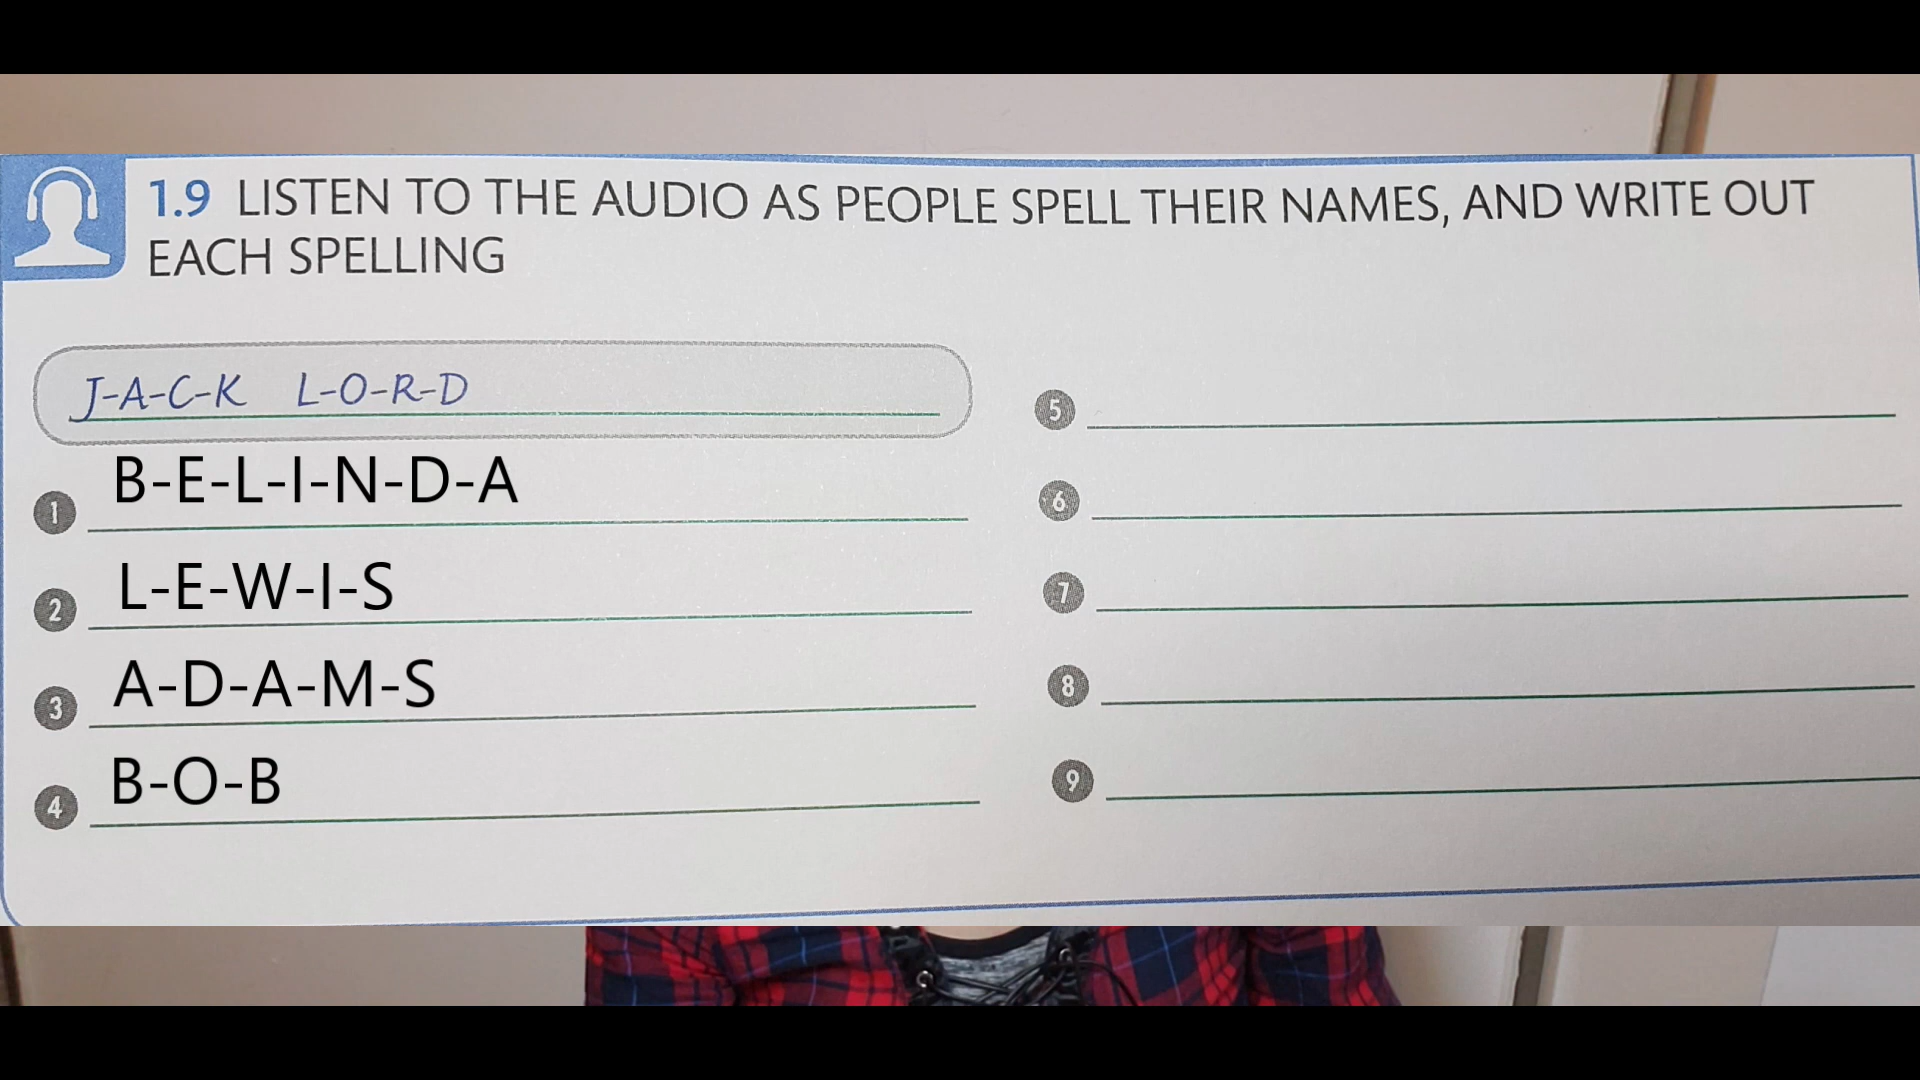 1.9 LISTEN TO THE AUDIO AS PEOPLE SPELL THEIR NAMES, AND WRITE OUT
EACH SPELLING
J-A-C-K L-O-R-D
1 B-E-L-I-N-D-A
2 L-E-W-I-S
3 A-D-A-M-S
4 B-O-B
5
6
7
8
9